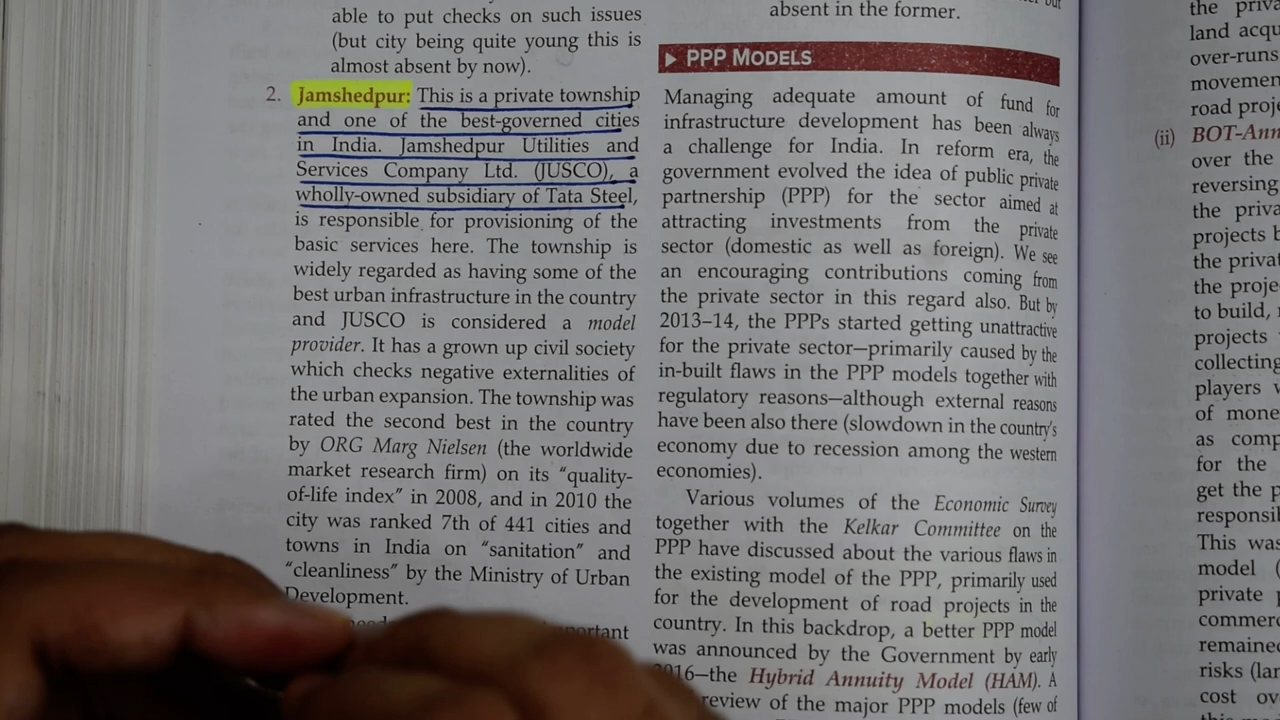 able to put checks on such issues
(but city being quite young this is
almost absent by now).
2. Jamshedpur: This is a private township
and one of the best-governed cities
in India. Jamshedpur Utilities and
Services Company Ltd. (JUSCO), a
wholly-owned subsidiary of Tata Steel,
is responsible for provisioning of the
basic services here. The township is
widely regarded as having some of the
best urban infrastructure in the country
and JUSCO is considered a model
provider. It has a grown up civil society
which checks negative externalities of
the urban expansion. The township was
rated the second best in the country
by ORG Marg Nielsen (the worldwide
market research firm) on its “quality-
of-life index” in 2008, and in 2010 the
city was ranked 7th of 441 cities and
towns in India on “sanitation” and
“cleanliness” by the Ministry of Urban
Development.
absent in the former.
▶ PPP MODELS
Managing adequate amount of fund for
infrastructure development has been always
a challenge for India. In reform era, the
government evolved the idea of public private
partnership (PPP) for the sector aimed at
attracting investments from the private
sector (domestic as well as foreign). We see
an encouraging contributions coming from
the private sector in this regard also. But by
2013–14, the PPPs started getting unattractive
for the private sector—primarily caused by the
in-built flaws in the PPP models together with
regulatory reasons—although external reasons
have been also there (slowdown in the country's
economy due to recession among the western
economies).
Various volumes of the Economic Survey
together with the Kelkar Committee on the
PPP have discussed about the various flaws in
the existing model of the PPP, primarily used
for the development of road projects in the
country. In this backdrop, a better PPP model
was announced by the Government by early
the Hybrid Annuity Model (HAM). A
review of the major PPP models (few of
the
land acqu
over-runs
movemen
road proj
(ii) BOT-Ann
over the
reversing
the priva
projects b
the privat
the proje
to build,
projects
collecting
players
of mone
as comp
for the
get the p
responsil
This was
model (
private
commerc
remained
risks (lan
cost ov